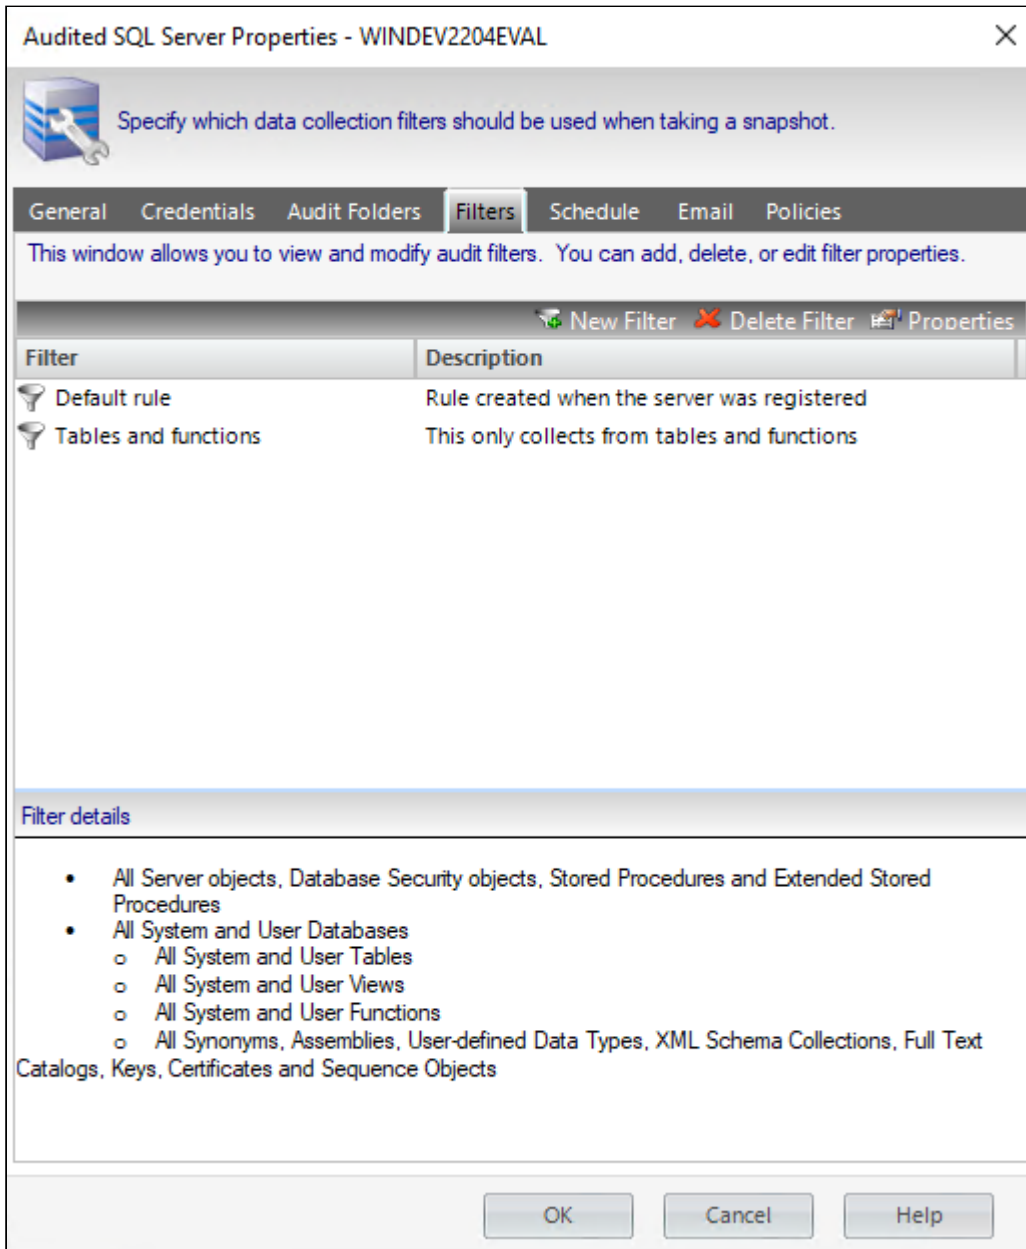 Audited SQL Server Properties - WINDEV2204EVAL
Specify which data collection filters should be used when taking a snapshot.
General Credentials Audit Folders Filters Schedule Email Policies
This window allows you to view and modify audit filters. You can add, delete, or edit filter properties.
New Filter Delete Filter Properties
Filter Description
Default rule Rule created when the server was registered
Tables and functions This only collects from tables and functions
Filter details
• All Server objects, Database Security objects, Stored Procedures and Extended Stored
Procedures
• All System and User Databases
o All System and User Tables
o All System and User Views
o All System and User Functions
o All Synonyms, Assemblies, User-defined Data Types, XML Schema Collections, Full Text
Catalogs, Keys, Certificates and Sequence Objects
OK Cancel Help